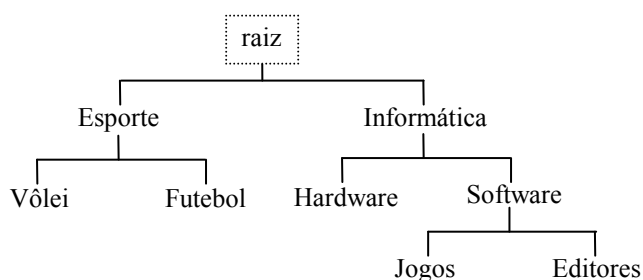 raiz
Esporte Informática
Vôlei Futebol Hardware Software
Jogos Editores